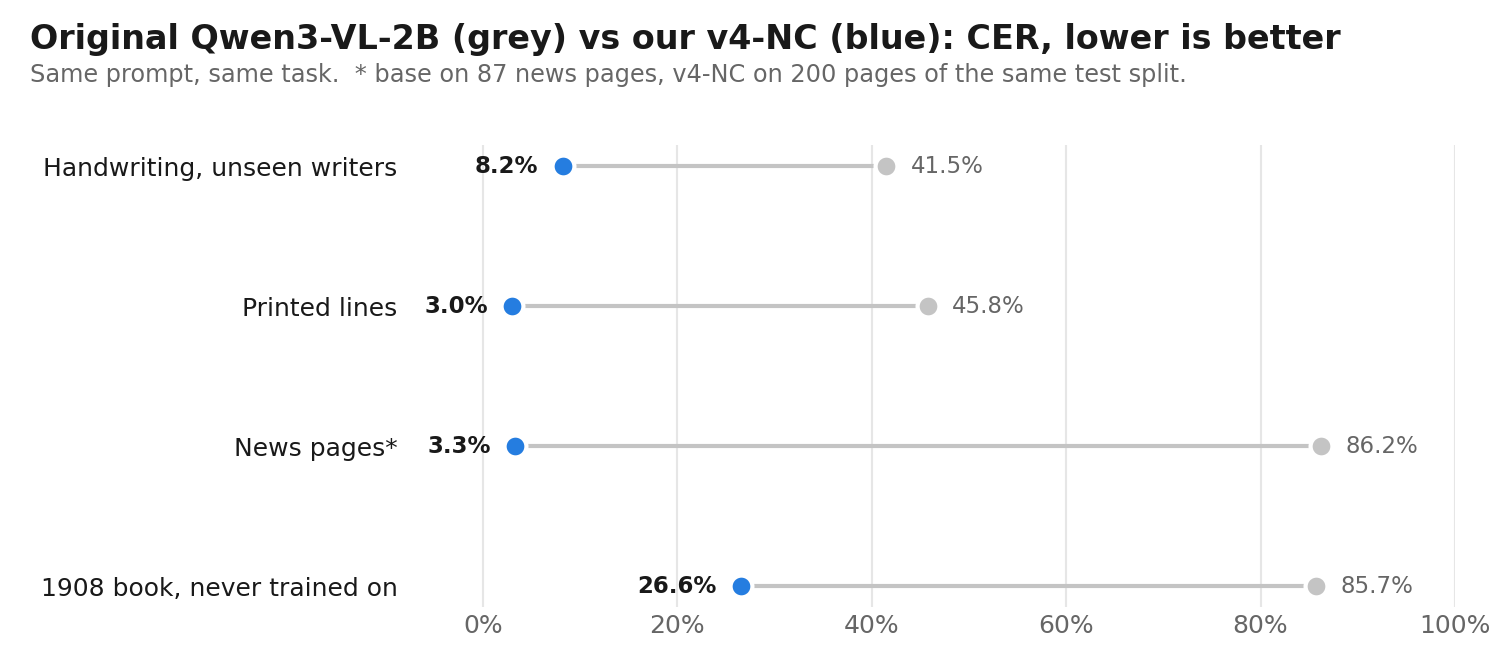 Original Qwen3-VL-2B (grey) vs our v4-NC (blue): CER, lower is better
Same prompt, same task.  * base on 87 news pages, v4-NC on 200 pages of the same test split.
Handwriting, unseen writers 8.2% 41.5%
Printed lines 3.0% 45.8%
News pages* 3.3% 86.2%
1908 book, never trained on 26.6% 85.7%
0% 20% 40% 60% 80% 100%